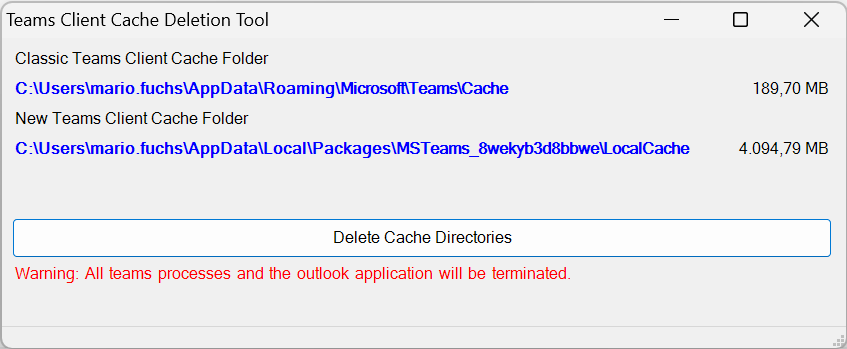 Teams Client Cache Deletion Tool
Classic Teams Client Cache Folder
C:\Users\mario.fuchs\AppData\Roaming\Microsoft\Teams\Cache 189,70 MB
New Teams Client Cache Folder
C:\Users\mario.fuchs\AppData\Local\Packages\MSTeams_8wekyb3d8bbwe\LocalCache 4.094,79 MB
Delete Cache Directories
Warning: All teams processes and the outlook application will be terminated.